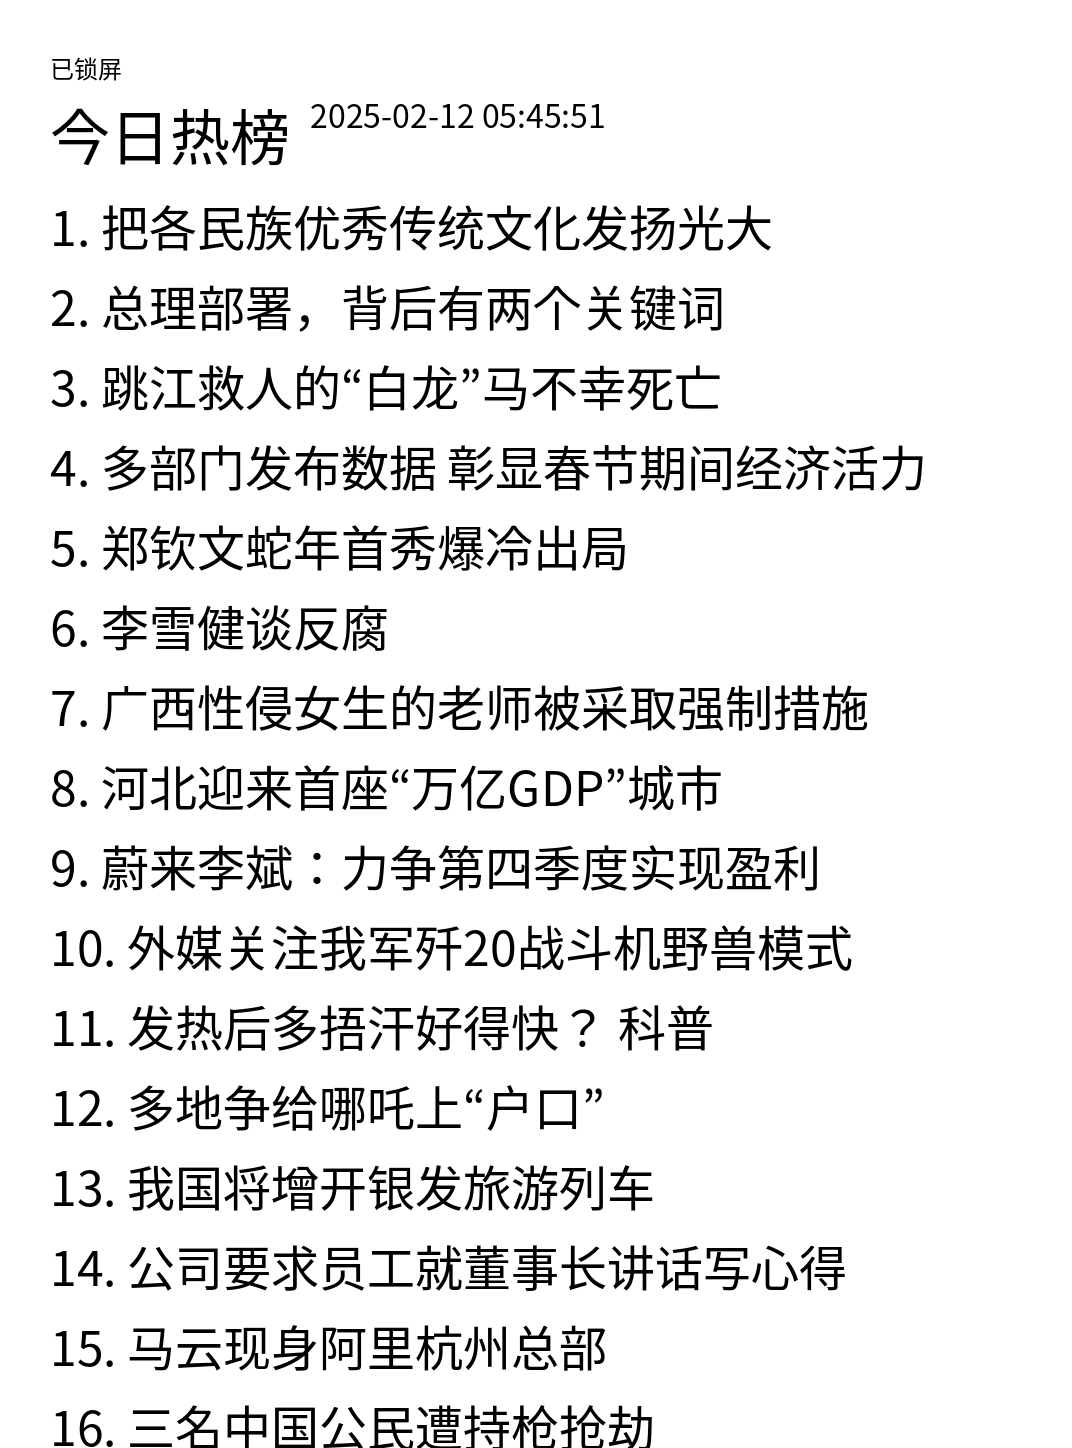 已锁屏
今日热榜 2025-02-12 05:45:51
1. 把各民族优秀传统文化发扬光大
2. 总理部署，背后有两个关键词
3. 跳江救人的“白龙”马不幸死亡
4. 多部门发布数据 彰显春节期间经济活力
5. 郑钦文蛇年首秀爆冷出局
6. 李雪健谈反腐
7. 广西性侵女生的老师被采取强制措施
8. 河北迎来首座“万亿GDP”城市
9. 蔚来李斌：力争第四季度实现盈利
10. 外媒关注我军歼20战斗机野兽模式
11. 发热后多捂汗好得快？ 科普
12. 多地争给哪吒上“户口”
13. 我国将增开银发旅游列车
14. 公司要求员工就董事长讲话写心得
15. 马云现身阿里杭州总部
16. 三名中国公民遭持枪抢劫